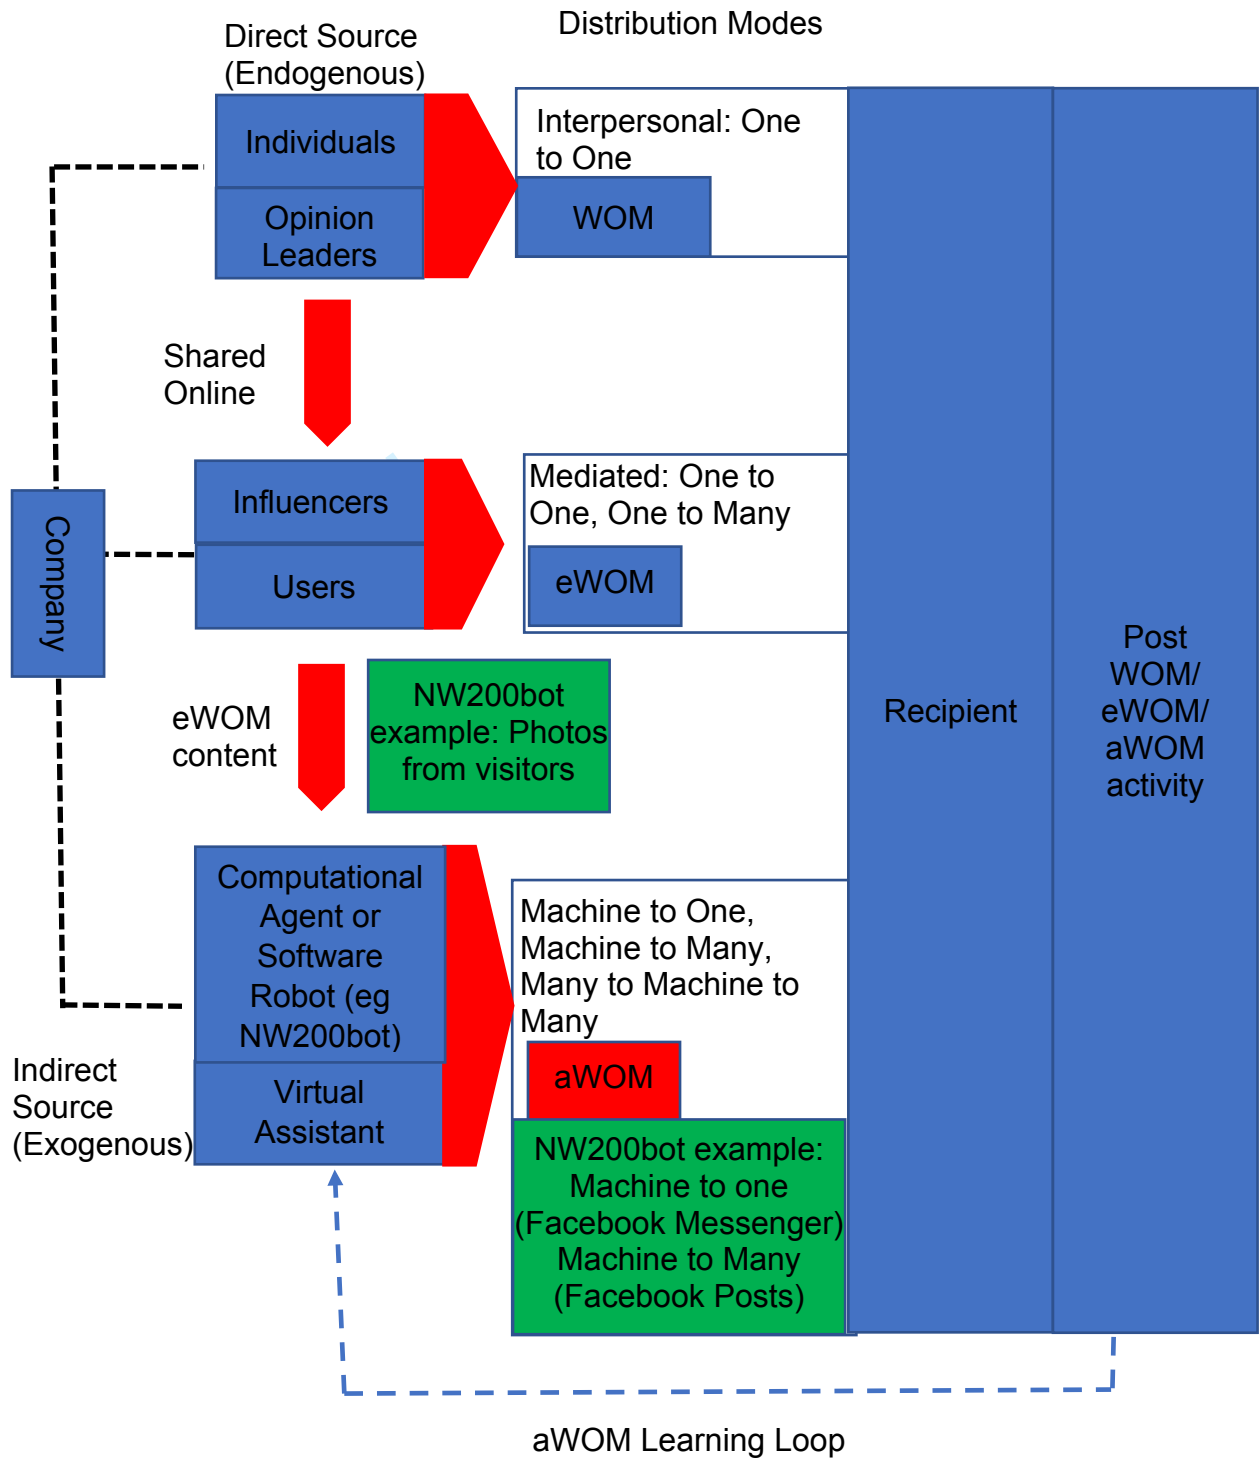 Distribution Modes
Direct Source
(Endogenous)
Individuals
Opinion
Leaders
Interpersonal: One
to One
WOM
Shared
Online
Company
Influencers
Users
Mediated: One to
One, One to Many
eWOM
eWOM
content
NW200bot
example: Photos
from visitors
Recipient
Post
WOM/
eWOM/
aWOM
activity
Computational
Agent or
Software
Robot (eg
NW200bot)
Virtual
Assistant
Indirect
Source
(Exogenous)
Machine to One,
Machine to Many,
Many to Machine to
Many
aWOM
NW200bot example:
Machine to one
(Facebook Messenger)
Machine to Many
(Facebook Posts)
aWOM Learning Loop